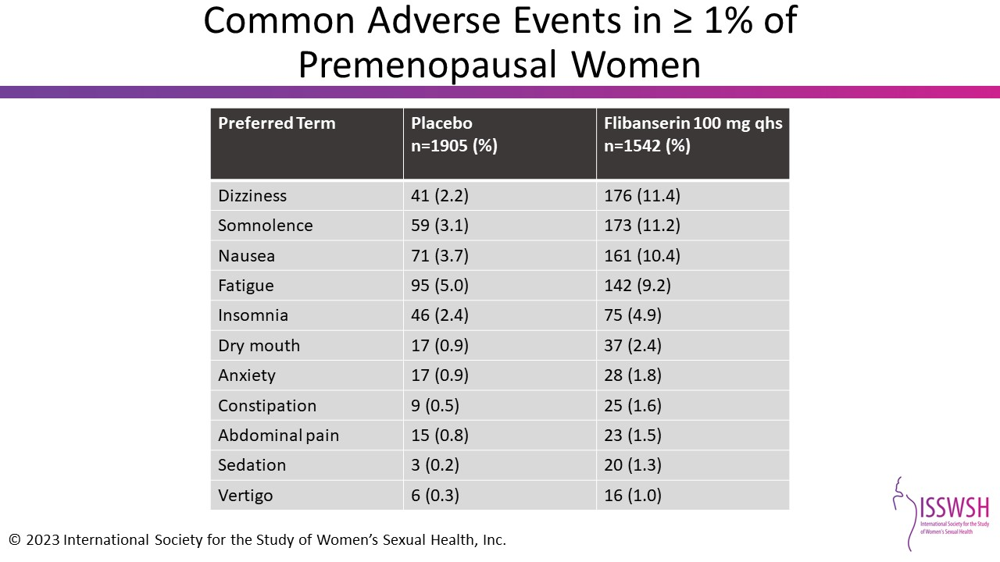 Common Adverse Events in ≥ 1% of
Premenopausal Women
Preferred Term Placebo Flibanserin 100 mg qhs
n=1905 (%) n=1542 (%)
Dizziness 41 (2.2) 176 (11.4)
Somnolence 59 (3.1) 173 (11.2)
Nausea 71 (3.7) 161 (10.4)
Fatigue 95 (5.0) 142 (9.2)
Insomnia 46 (2.4) 75 (4.9)
Dry mouth 17 (0.9) 37 (2.4)
Anxiety 17 (0.9) 28 (1.8)
Constipation 9 (0.5) 25 (1.6)
Abdominal pain 15 (0.8) 23 (1.5)
Sedation 3 (0.2) 20 (1.3)
Vertigo 6 (0.3) 16 (1.0)
ISSWSH
International Society for the Study
of Women's Sexual Health
© 2023 International Society for the Study of Women’s Sexual Health, Inc.